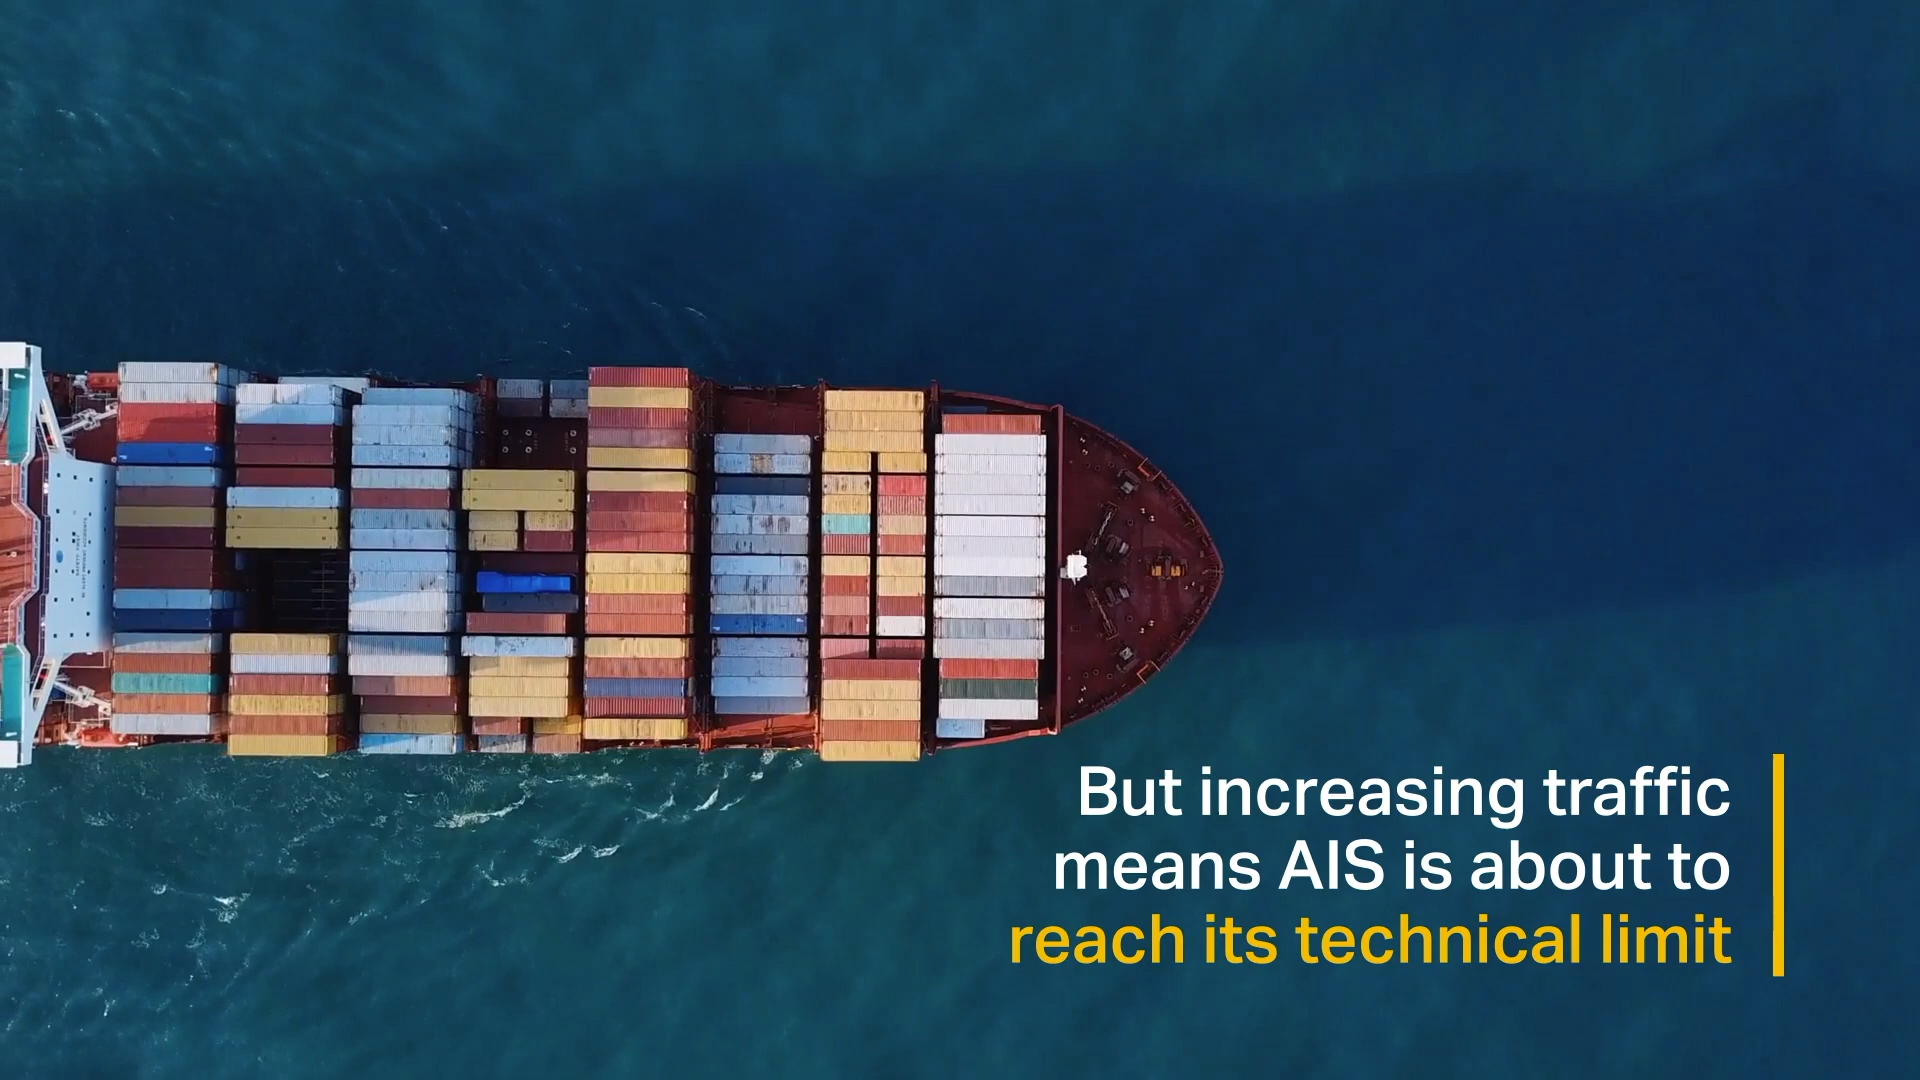 But increasing traffic
means AIS is about to
reach its technical limit